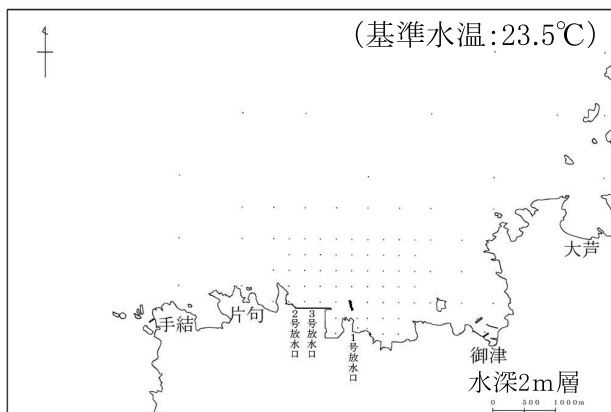 (基準水温:23.5℃)
大芦
手結
片句
2号放水口
3号放水口
1号放水口
御津
水深2m層
0 500 1000m